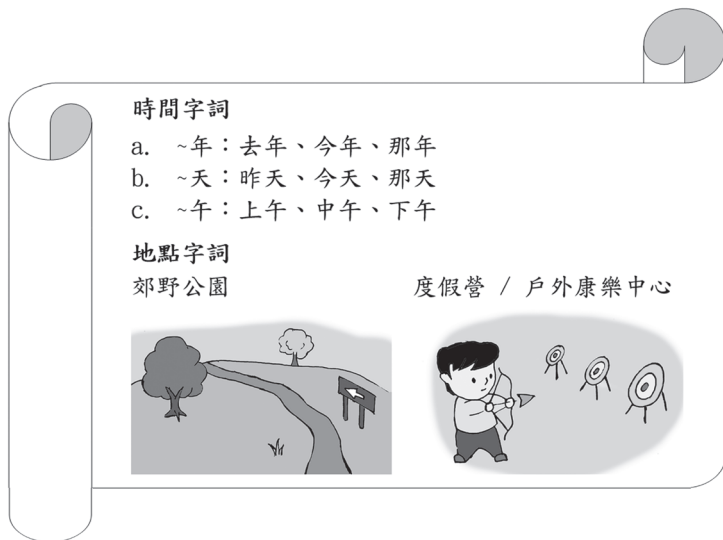 時間字詞
a. ~年：去年、今年、那年
b. ~天：昨天、今天、那天
c. ~午：上午、中午、下午
地點字詞
郊野公園 度假營 / 戶外康樂中心